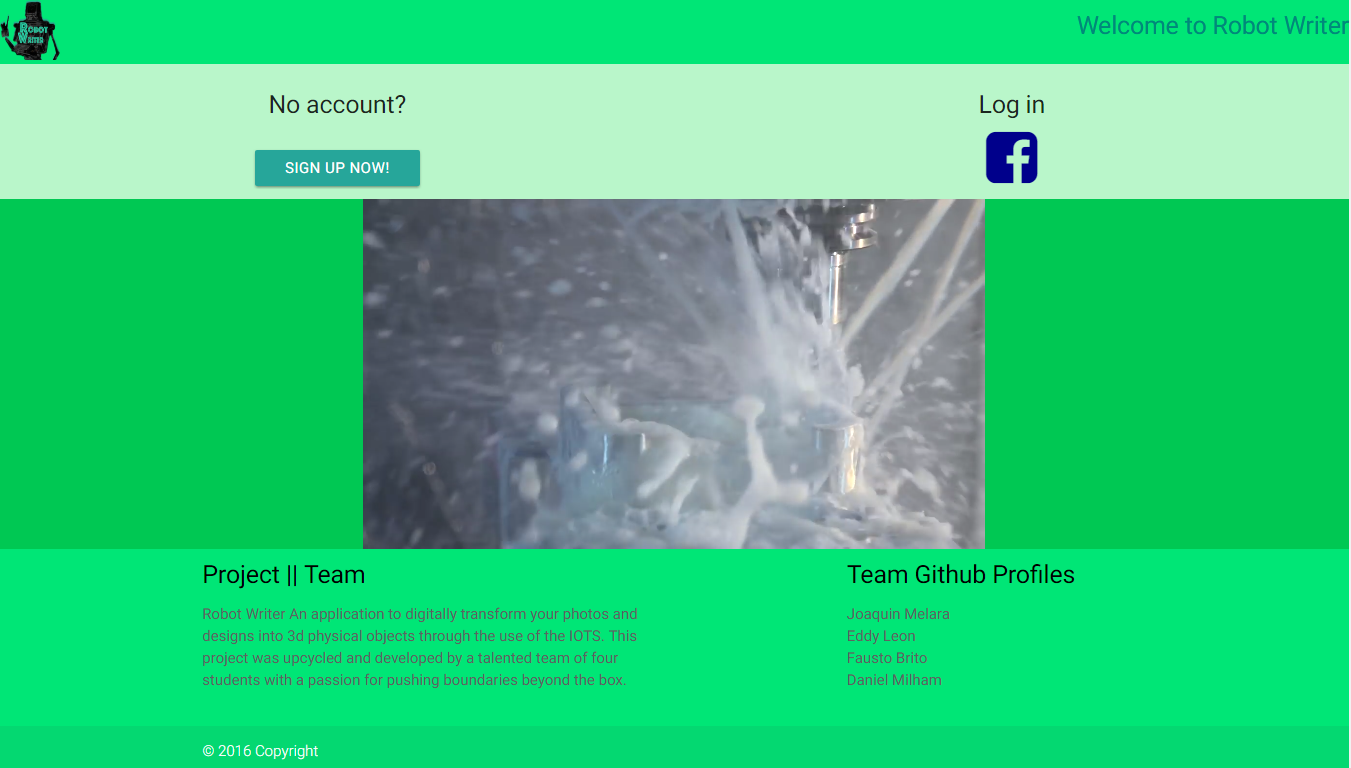 Robot
Writer
Welcome to Robot Writer
No account?
Log in
SIGN UP NOW!
Project || Team
Team Github Profiles
Robot Writer An application to digitally transform your photos and
designs into 3d physical objects through the use of the IOTS. This
project was upcycled and developed by a talented team of four
students with a passion for pushing boundaries beyond the box.
Joaquin Melara
Eddy Leon
Fausto Brito
Daniel Milham
© 2016 Copyright